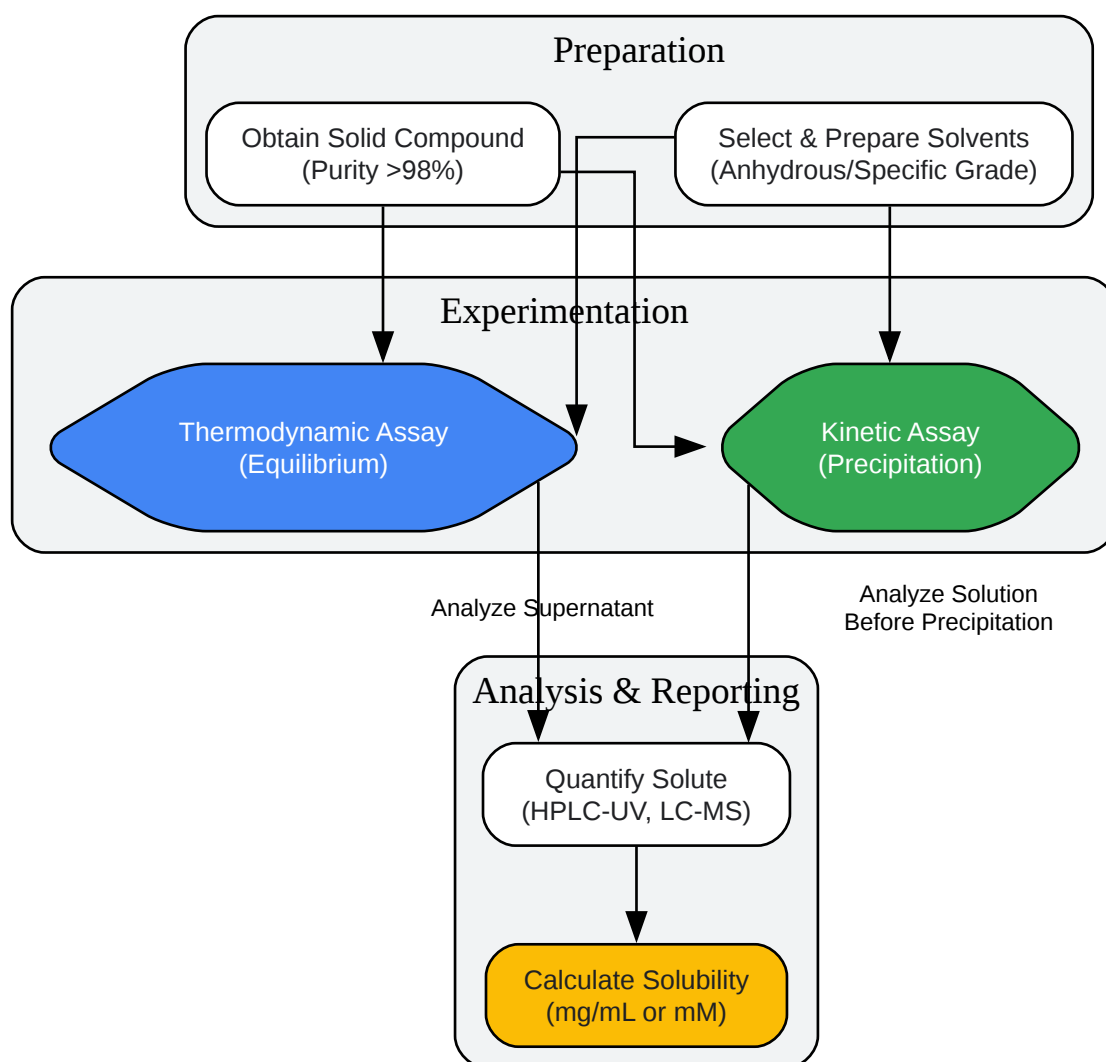 Preparation
Obtain Solid Compound
(Purity >98%)
Select & Prepare Solvents
(Anhydrous/Specific Grade)
Experimentation
Thermodynamic Assay
(Equilibrium)
Kinetic Assay
(Precipitation)
Analyze Supernatant
Analyze Solution
Before Precipitation
Analysis & Reporting
Quantify Solute
(HPLC-UV, LC-MS)
Calculate Solubility
(mg/mL or mM)